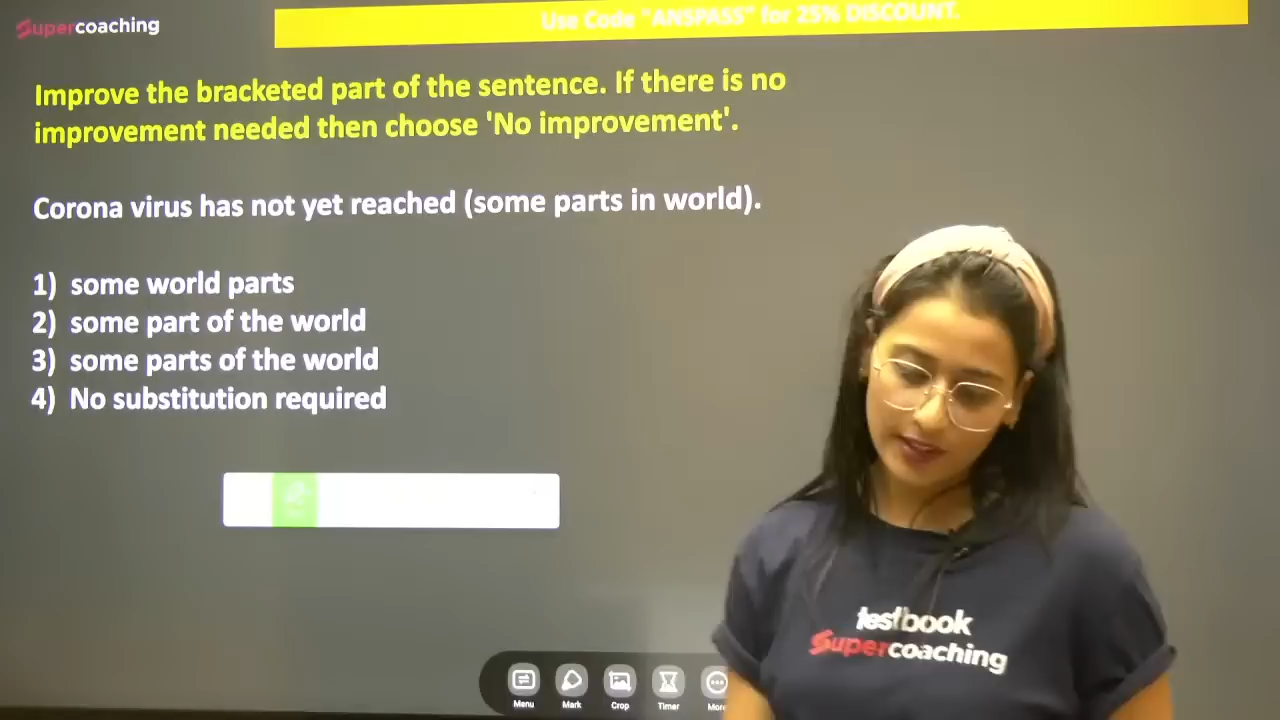 Supercoaching
Use Code "ANSPASS" for 25% DISCOUNT.
Improve the bracketed part of the sentence. If there is no
improvement needed then choose 'No improvement'.
Corona virus has not yet reached (some parts in world).
1) some world parts
2) some part of the world
3) some parts of the world
4) No substitution required
testbook
Supercoaching
Menu
Mark
Crop
Timer
More